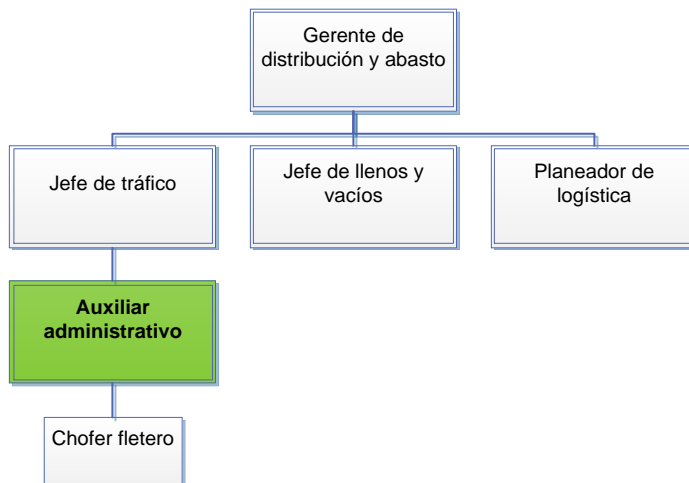 Gerente de
distribución y abasto
Jefe de tráfico
Jefe de llenos y
vacíos
Planeador de
logística
Auxiliar
administrativo
Chofer fletero